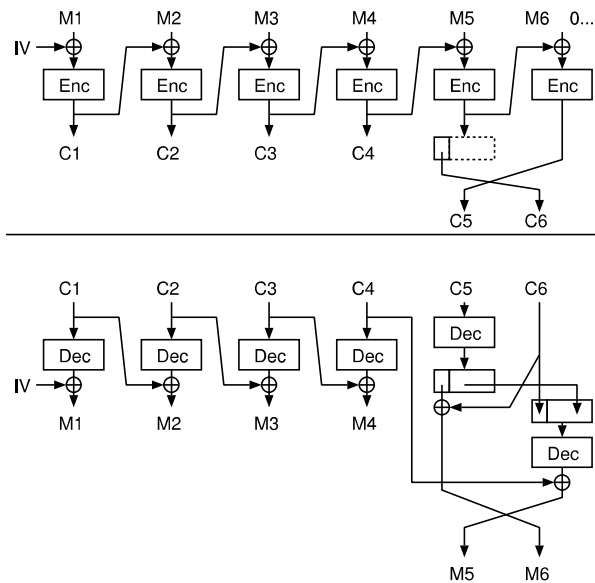 M1 M2 M3 M4 M5 M6 0...
IV
Enc Enc Enc Enc Enc Enc
C1 C2 C3 C4
C5 C6
C1 C2 C3 C4 C5 C6
Dec
Dec Dec Dec Dec
IV
M1 M2 M3 M4
Dec
M5 M6